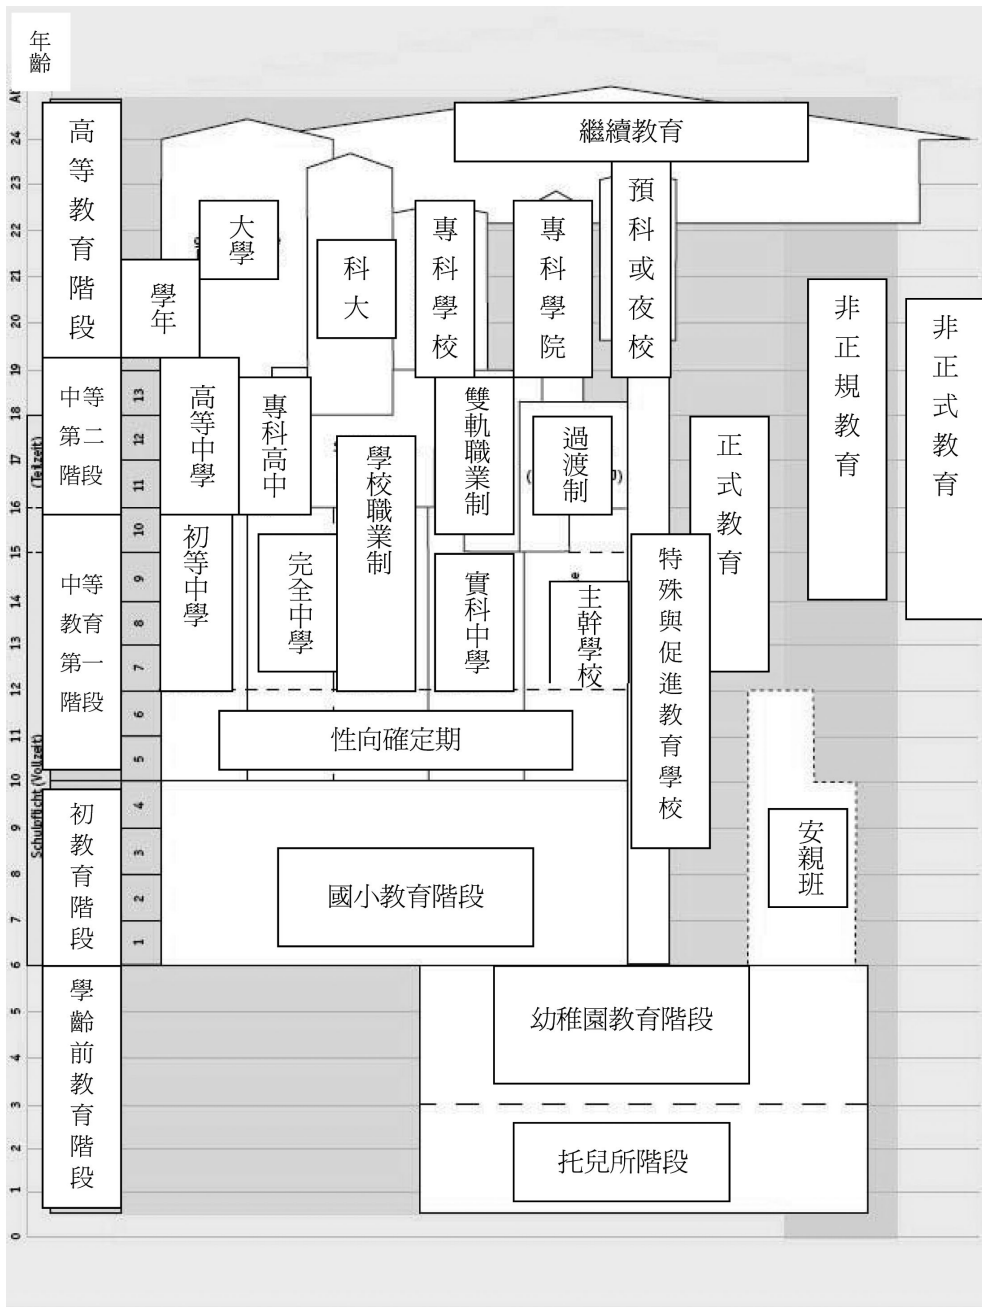 年齡
繼續教育
高等教育階段
24
23
22
21
20
19
18
17
16
15
14
13
12
11
10
9
8
7
6
5
4
3
2
1
0
大學
科大
專科學校
專科學院
預科或夜校
學年
非正規教育
非正式教育
中等
第二
階段
13
12
11
10
9
8
7
6
5
4
3
2
1
高等中學
專科高中
學校職業制
雙軌職業制
過渡制
正式教育
(Teilzeit)
中等
教育
第一
階段
初等中學
完全中學
實科中學
主幹學校
特殊與促進教育學校
性向確定期
Schulpflicht (Vollzeit)
初教育階段
國小教育階段
安親班
學齡前教育階段
幼稚園教育階段
托兒所階段